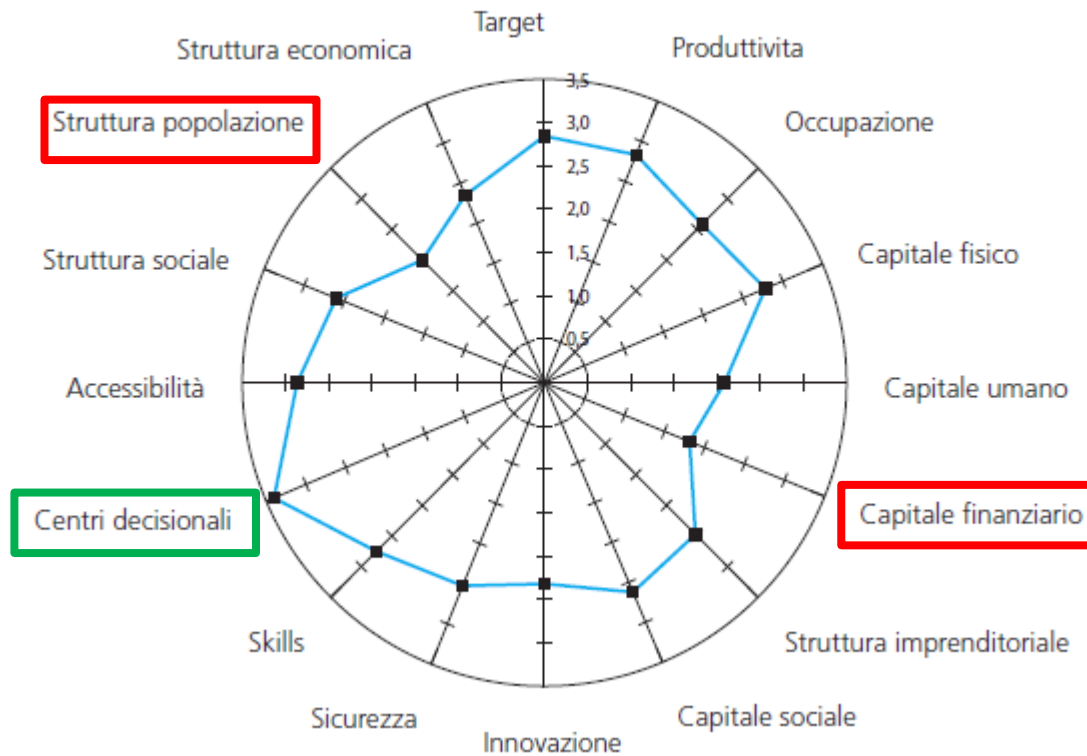 Target
Struttura economica
Produttivita
3,5
Struttura popolazione
3,0
Occupazione
2,5
2,0
Struttura sociale
1,5
Capitale fisico
1,0
0,5
Accessibilità
Capitale umano
Centri decisionali
Capitale finanziario
Skills
Struttura imprenditoriale
Sicurezza
Capitale sociale
Innovazione